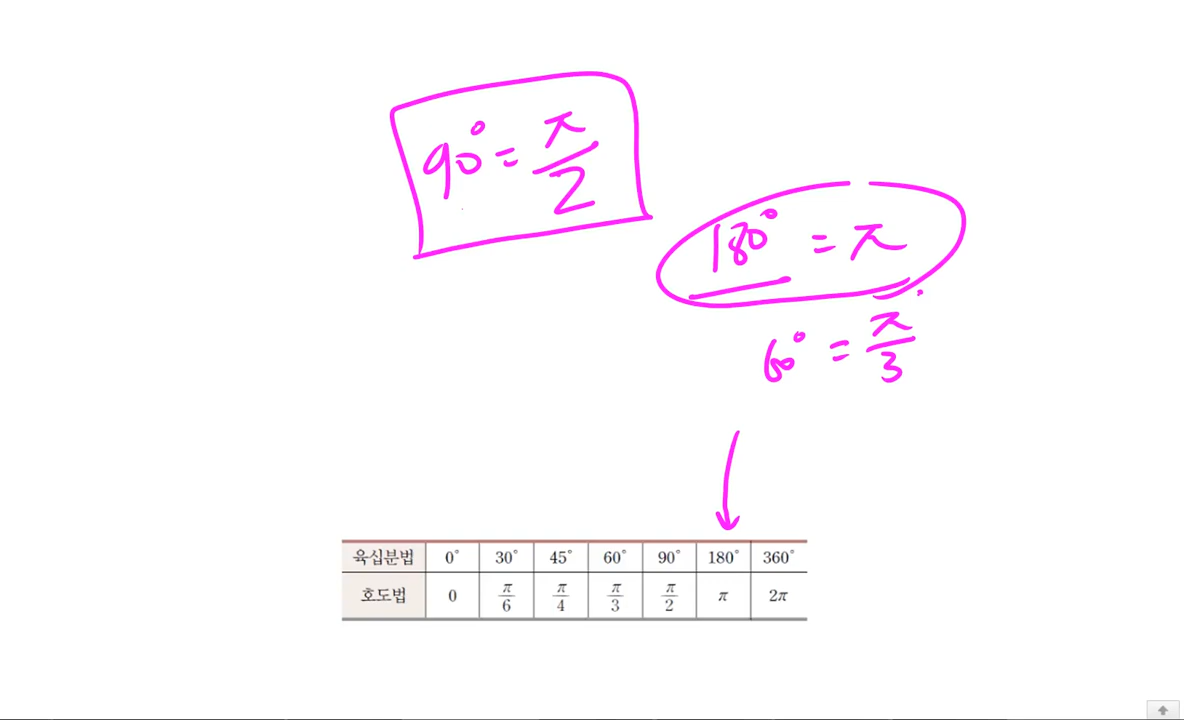 90° = π/2
180° = π
60° = π/3
육십분법 0° 30° 45° 60° 90° 180° 360°
호도법 0 π/6 π/4 π/3 π/2 π 2π